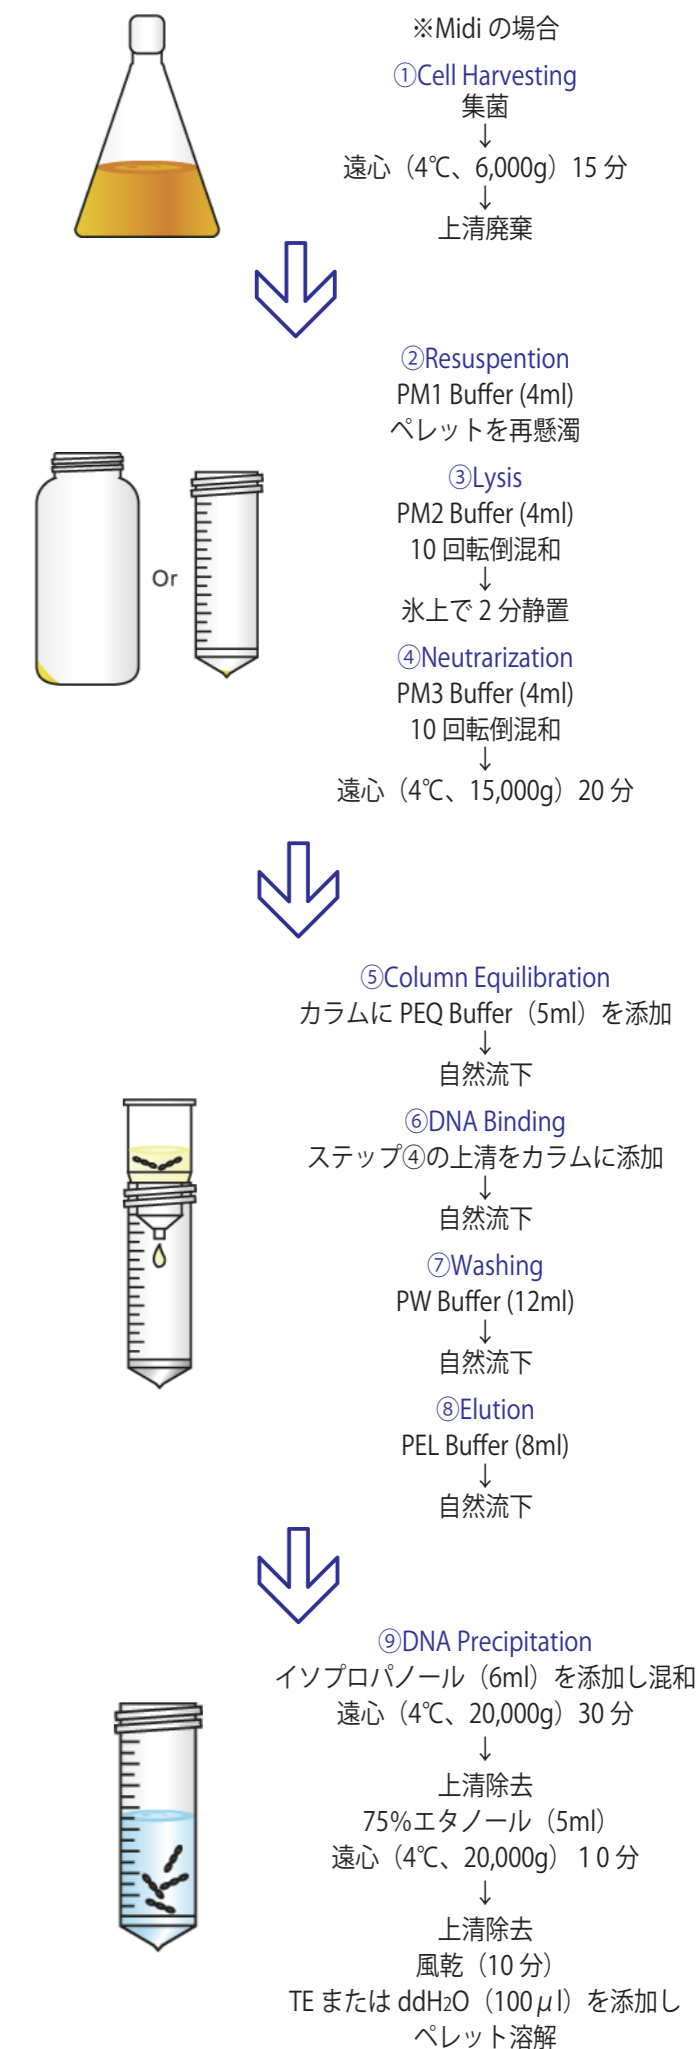 ※Midi の場合
①Cell Harvesting
集菌
↓
遠心（4℃、6,000g）15 分
↓
上清廃棄
②Resuspention
PM1 Buffer (4ml)
ペレットを再懸濁
③Lysis
PM2 Buffer (4ml)
10 回転倒混和
↓
氷上で 2 分静置
Or
④Neutrarization
PM3 Buffer (4ml)
10 回転倒混和
↓
遠心（4℃、15,000g）20 分
⑤Column Equilibration
カラムに PEQ Buffer（5ml）を添加
↓
自然流下
⑥DNA Binding
ステップ④の上清をカラムに添加
↓
自然流下
⑦Washing
PW Buffer (12ml)
↓
自然流下
⑧Elution
PEL Buffer (8ml)
↓
自然流下
⑨DNA Precipitation
イソプロパノール（6ml）を添加し混和
遠心（4℃、20,000g）30 分
↓
上清除去
75%エタノール（5ml）
遠心（4℃、20,000g） 1 0 分
↓
上清除去
風乾（10 分）
TE または ddH2O（100μl）を添加し
ペレット溶解